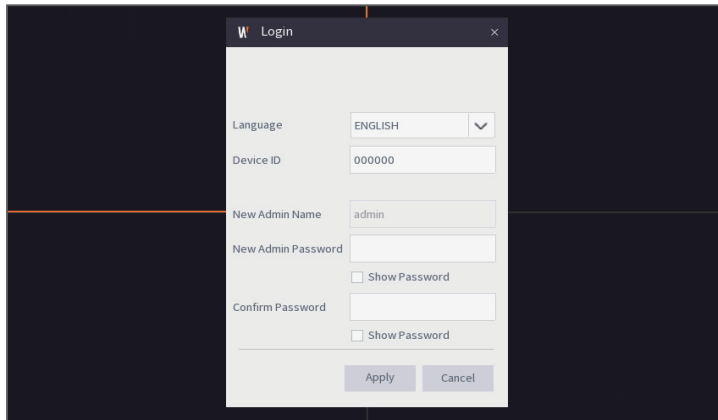 Login
Language ENGLISH
Device ID 000000
New Admin Name admin
New Admin Password
Show Password
Confirm Password
Show Password
Apply Cancel